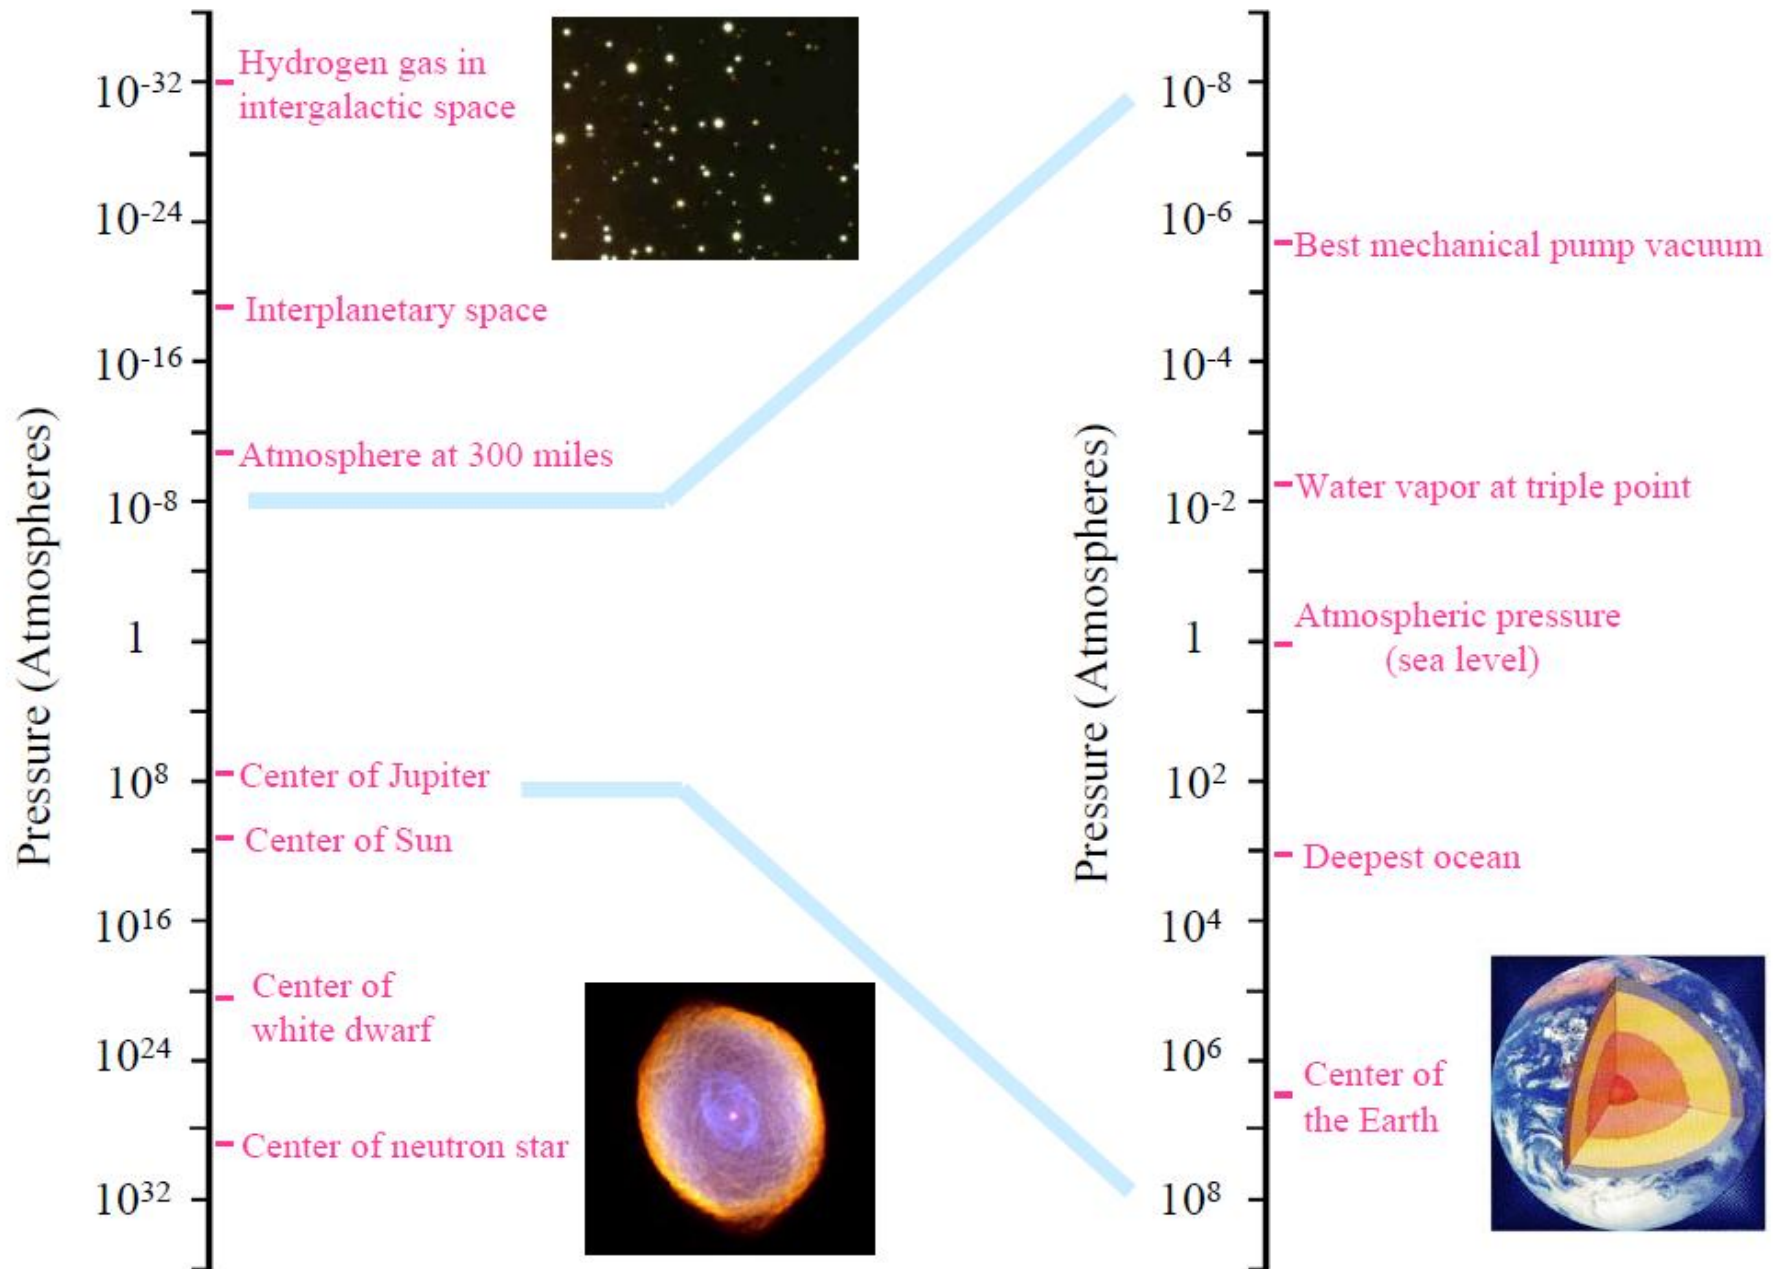 Pressure (Atmospheres)
10-32
10-24
10-16
10-8
1
108
1016
1024
1032
Hydrogen gas in
intergalactic space
Interplanetary space
Atmosphere at 300 miles
Center of Jupiter
Center of Sun
Center of
white dwarf
Center of neutron star
Pressure (Atmospheres)
10-8
10-6
10-4
10-2
1
102
104
106
108
Best mechanical pump vacuum
Water vapor at triple point
Atmospheric pressure
(sea level)
Deepest ocean
Center of
the Earth